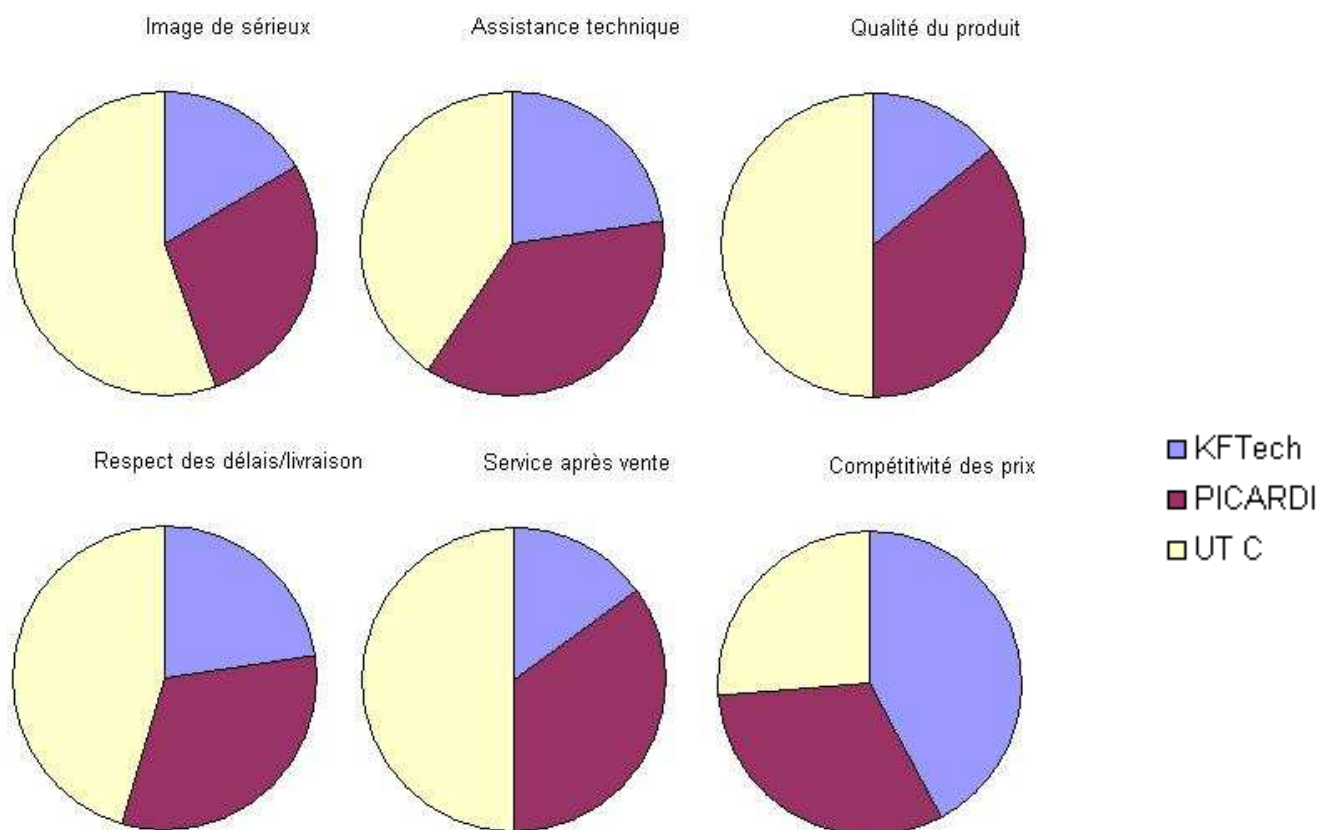 Image de sérieux
Assistance technique
Qualité du produit
Respect des délais/livraison
Service après vente
Compétitivité des prix
KFTech
PICARDI
UT C